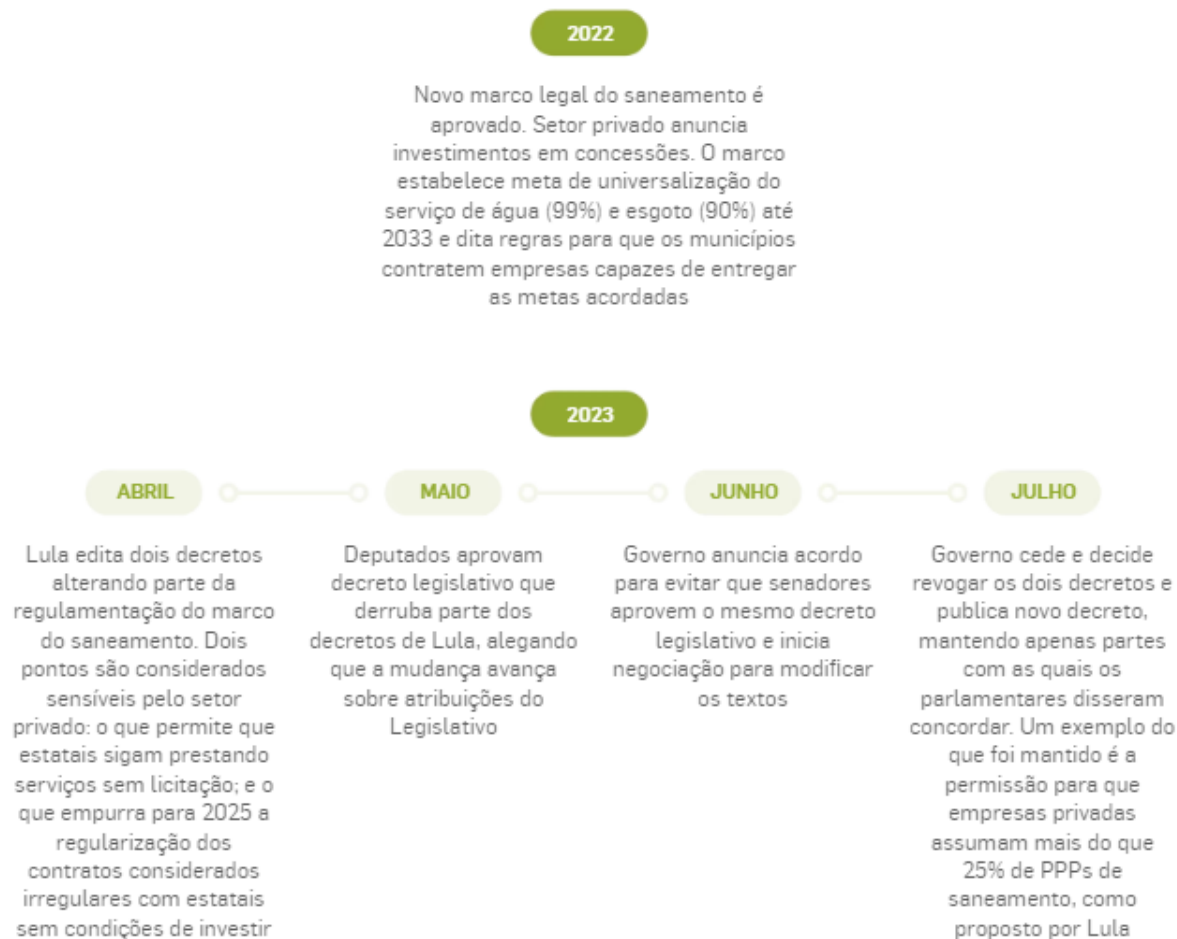 2022
Novo marco legal do saneamento é
aprovado. Setor privado anuncia
investimentos em concessões. O marco
estabelece meta de universalização do
serviço de água (99%) e esgoto (90%) até
2033 e dita regras para que os municípios
contratem empresas capazes de entregar
as metas acordadas
2023
ABRIL
Lula edita dois decretos
alterando parte da
regulamentação do marco
do saneamento. Dois
pontos são considerados
sensíveis pelo setor
privado: o que permite que
estatais sigam prestando
serviços sem licitação; e o
que empurra para 2025 a
regularização dos
contratos considerados
irregulares com estatais
sem condições de investir
MAIO
Deputados aprovam
decreto legislativo que
derruba parte dos
decretos de Lula, alegando
que a mudança avança
sobre atribuições do
Legislativo
JUNHO
Governo anuncia acordo
para evitar que senadores
aprovem o mesmo decreto
legislativo e inicia
negociação para modificar
os textos
JULHO
Governo cede e decide
revogar os dois decretos e
publica novo decreto,
mantendo apenas partes
com as quais os
parlamentares disseram
concordar. Um exemplo do
que foi mantido é a
permissão para que
empresas privadas
assumam mais do que
25% de PPPs de
saneamento, como
proposto por Lula